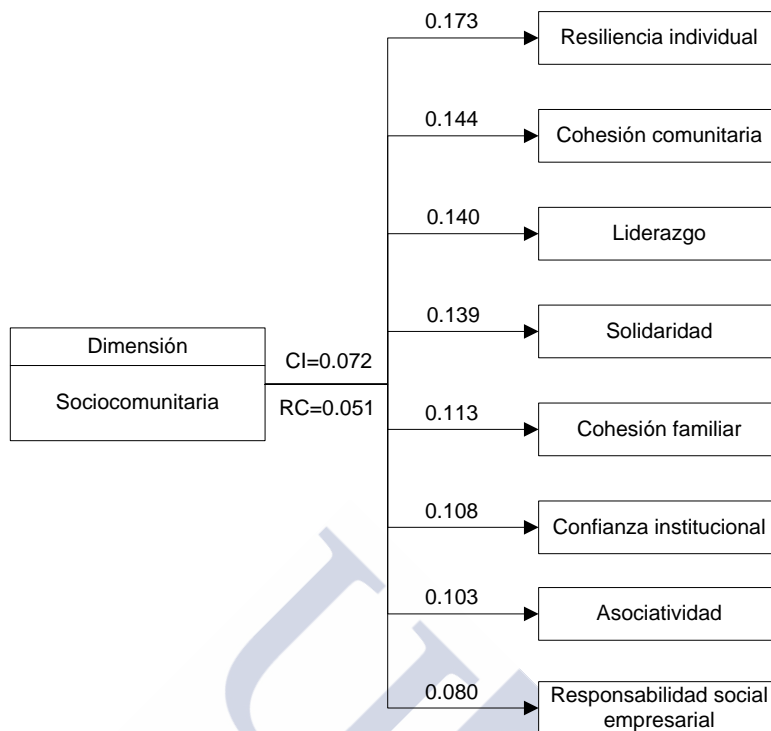 0.173
Resiliencia individual
0.144
Cohesión comunitaria
0.140
Liderazgo
0.139
Solidaridad
Dimensión
Sociocomunitaria
CI=0.072
RC=0.051
0.113
Cohesión familiar
0.108
Confianza institucional
0.103
Asociatividad
0.080
Responsabilidad social
empresarial